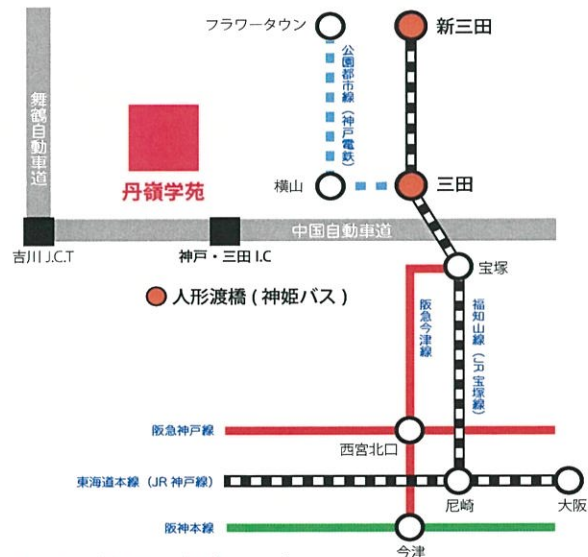 フラワータウン
新三田
公園都市線(神戸電鉄)
舞鶴自動車道
丹嶺学苑
横山
三田
中国自動車道
吉川 J.C.T
神戸・三田 I.C
宝塚
人形渡橋 ( 神姫バス )
阪急今津線
福知山線(JR宝塚線)
阪急神戸線
西宮北口
東海道本線(JR 神戸線)
尼崎
大阪
阪神本線
今津